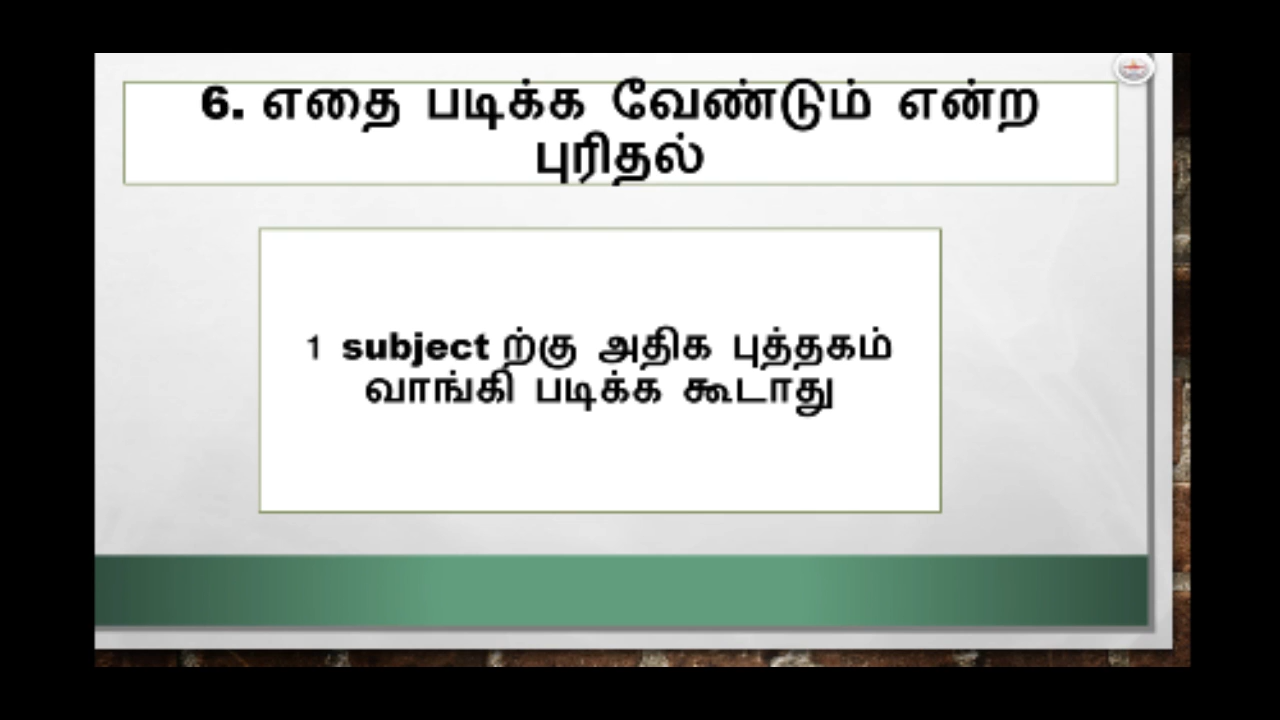 6. எதை படிக்க வேண்டும் என்ற
புரிதல்
1 subject ற்கு அதிக புத்தகம்
வாங்கி படிக்க கூடாது